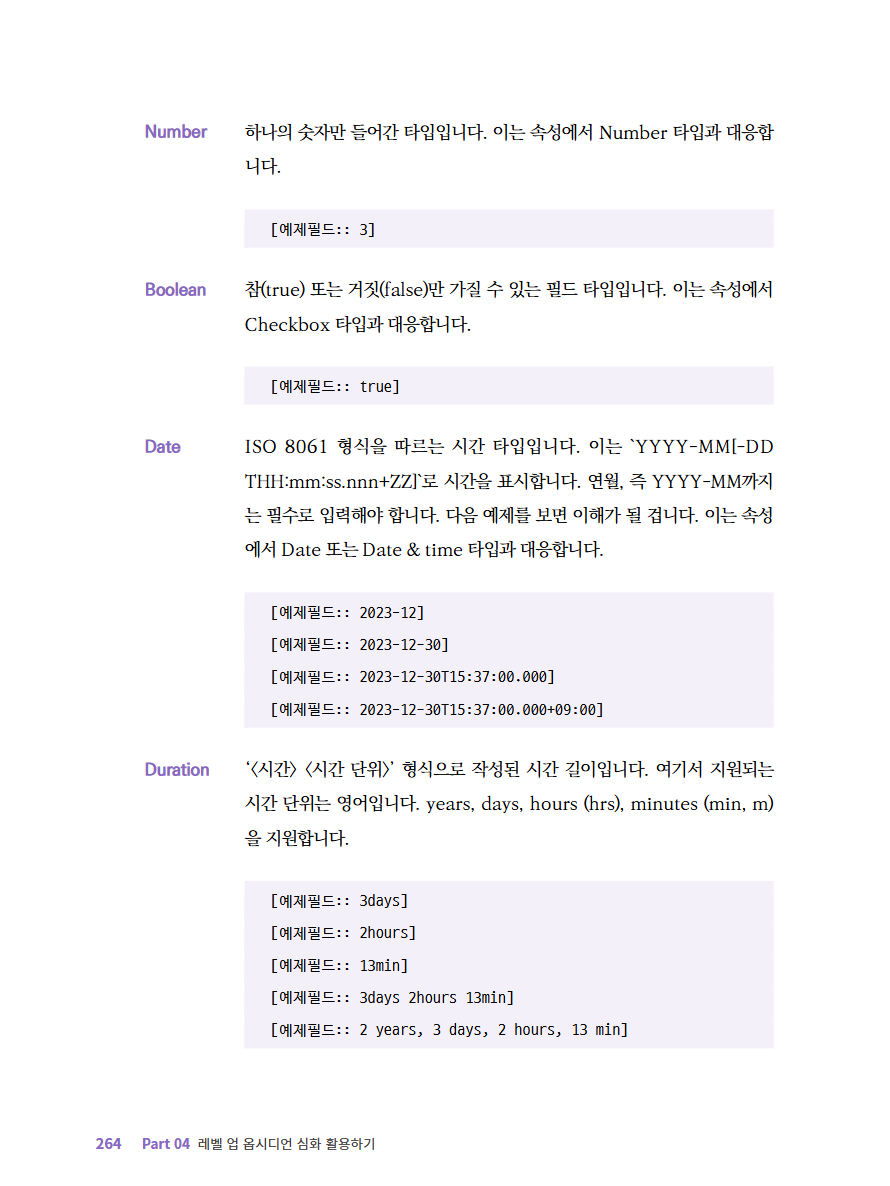 Number 하나의 숫자만 들어간 타입입니다. 이는 속성에서 Number 타입과 대응합
니다.
[예제필드:: 3]
Boolean 참(true) 또는 거짓(false)만 가질 수 있는 필드 타입입니다. 이는 속성에서
Checkbox 타입과 대응합니다.
[예제필드:: true]
Date ISO 8061 형식을 따르는 시간 타입입니다. 이는 `YYYY-MM[-DD
THH:mm:ss.nnn+ZZ]`로 시간을 표시합니다. 연월, 즉 YYYY-MM까지
는 필수로 입력해야 합니다. 다음 예제를 보면 이해가 될 겁니다. 이는 속성
에서 Date 또는 Date & time 타입과 대응합니다.
[예제필드:: 2023-12]
[예제필드:: 2023-12-30]
[예제필드:: 2023-12-30T15:37:00.000]
[예제필드:: 2023-12-30T15:37:00.000+09:00]
Duration ‘〈시간〉 〈시간 단위〉’ 형식으로 작성된 시간 길이입니다. 여기서 지원되는
시간 단위는 영어입니다. years, days, hours (hrs), minutes (min, m)
을 지원합니다.
[예제필드:: 3days]
[예제필드:: 2hours]
[예제필드:: 13min]
[예제필드:: 3days 2hours 13min]
[예제필드:: 2 years, 3 days, 2 hours, 13 min]
264 Part 04 레벨 업 옵시디언 심화 활용하기